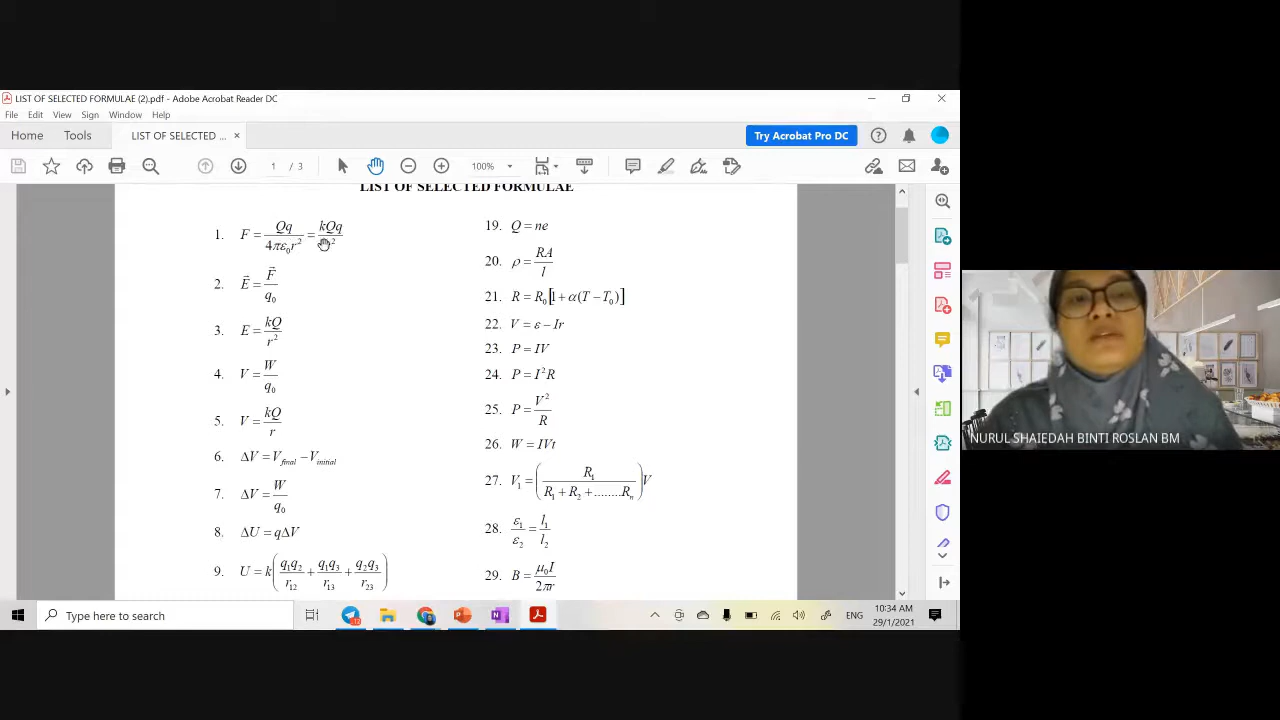 LIST OF SELECTED FORMULAE (2).pdf - Adobe Acrobat Reader DC
File Edit View Sign Window Help
Home Tools LIST OF SELECTED ... × Try Acrobat Pro DC
1 / 3 100%
LIST OF SELECTED FORMULAE
1. F = Qq / 4πε₀r² = kQq / ²
2. E⃗ = F⃗ / q₀
3. E = kQ / r²
4. V = W / q₀
5. V = kQ / r
6. ΔV = V_final − V_initial
7. ΔV = W / q₀
8. ΔU = qΔV
9. U = k(q₁q₂ / r₁₂ + q₁q₃ / r₁₃ + q₂q₃ / r₂₃)
19. Q = ne
20. ρ = RA / l
21. R = R₀[1 + α(T − T₀)]
22. V = ε − Ir
23. P = IV
24. P = I²R
25. P = V² / R
26. W = IVt
27. V₁ = (R₁ / R₁ + R₂ + ........Rₙ)V
28. ε₁ / ε₂ = l₁ / l₂
29. B = μ₀I / 2πr
NURUL SHAIEDAH BINTI ROSLAN BM
Type here to search
ENG
10:34 AM
29/1/2021